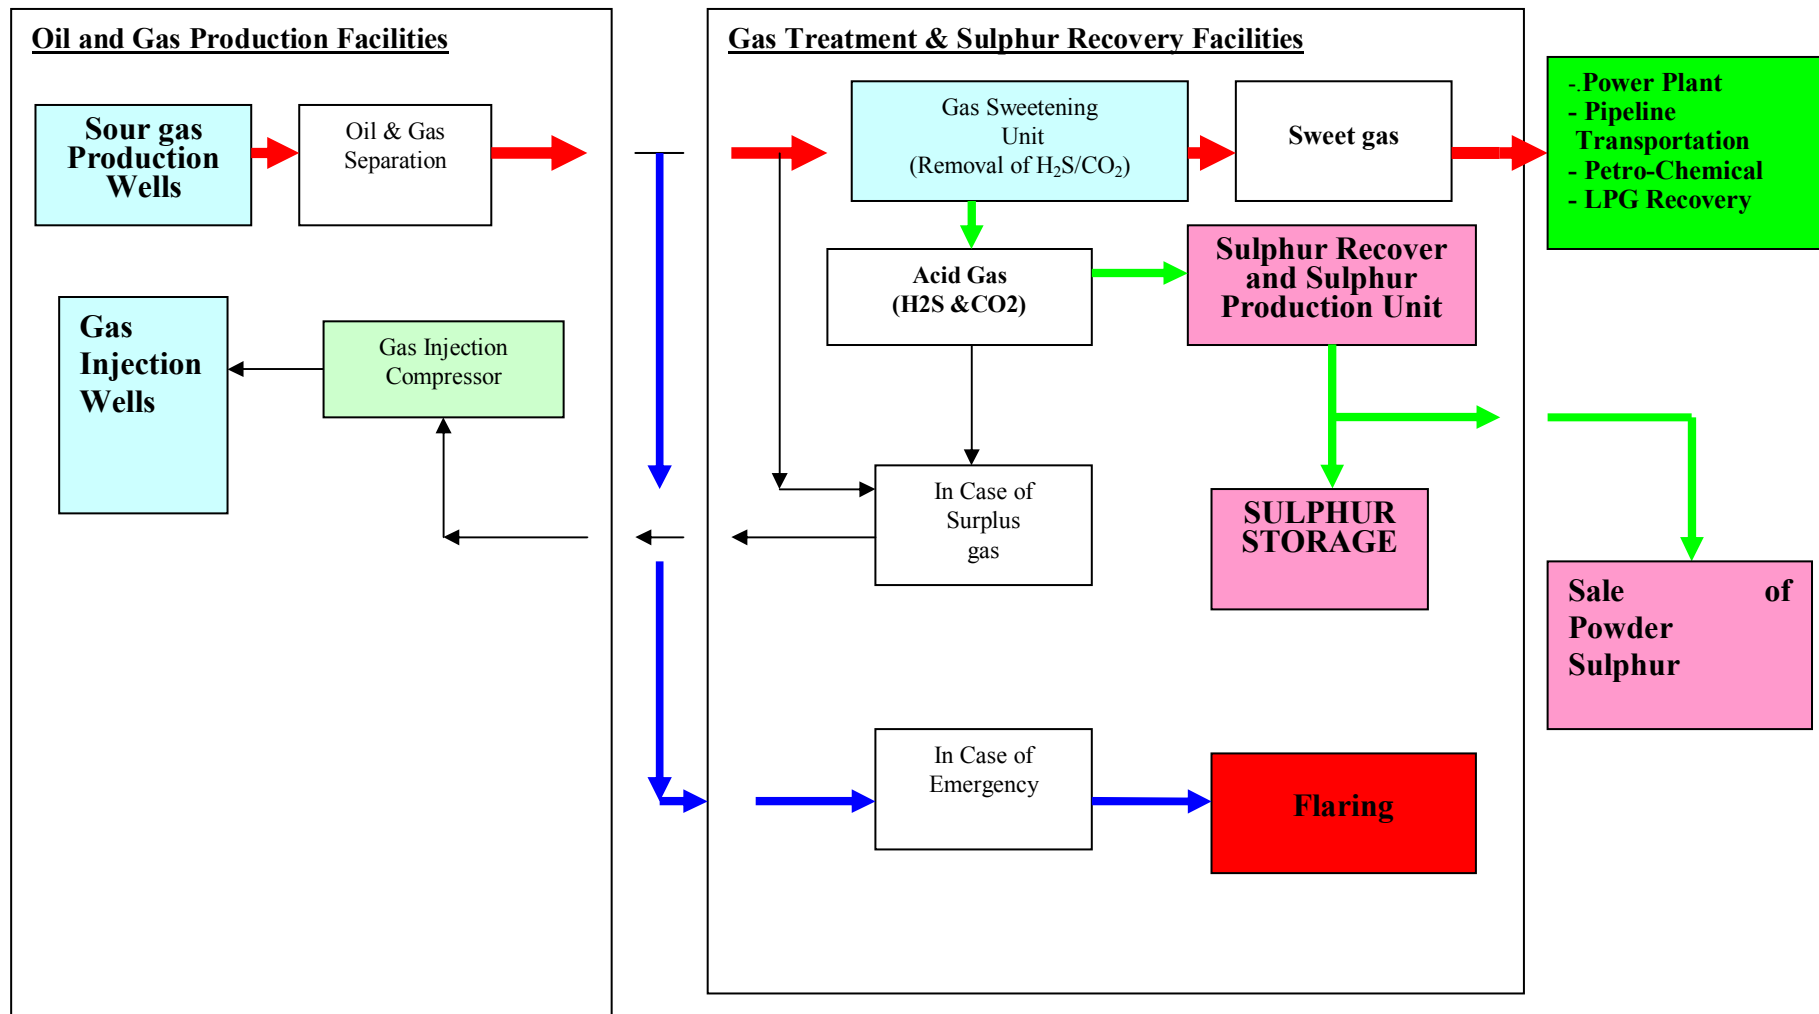 Oil and Gas Production Facilities
Gas Treatment & Sulphur Recovery Facilities
Sour gas
Production
Wells
Oil & Gas
Separation
Gas Sweetening
Unit
(Removal of H₂S/CO₂)
Sweet gas
-.Power Plant
- Pipeline
Transportation
- Petro-Chemical
- LPG Recovery
Acid Gas
(H2S &CO2)
Sulphur Recover
and Sulphur
Production Unit
Gas
Injection
Wells
Gas Injection
Compressor
In Case of
Surplus
gas
SULPHUR
STORAGE
Sale of
Powder
Sulphur
In Case of
Emergency
Flaring